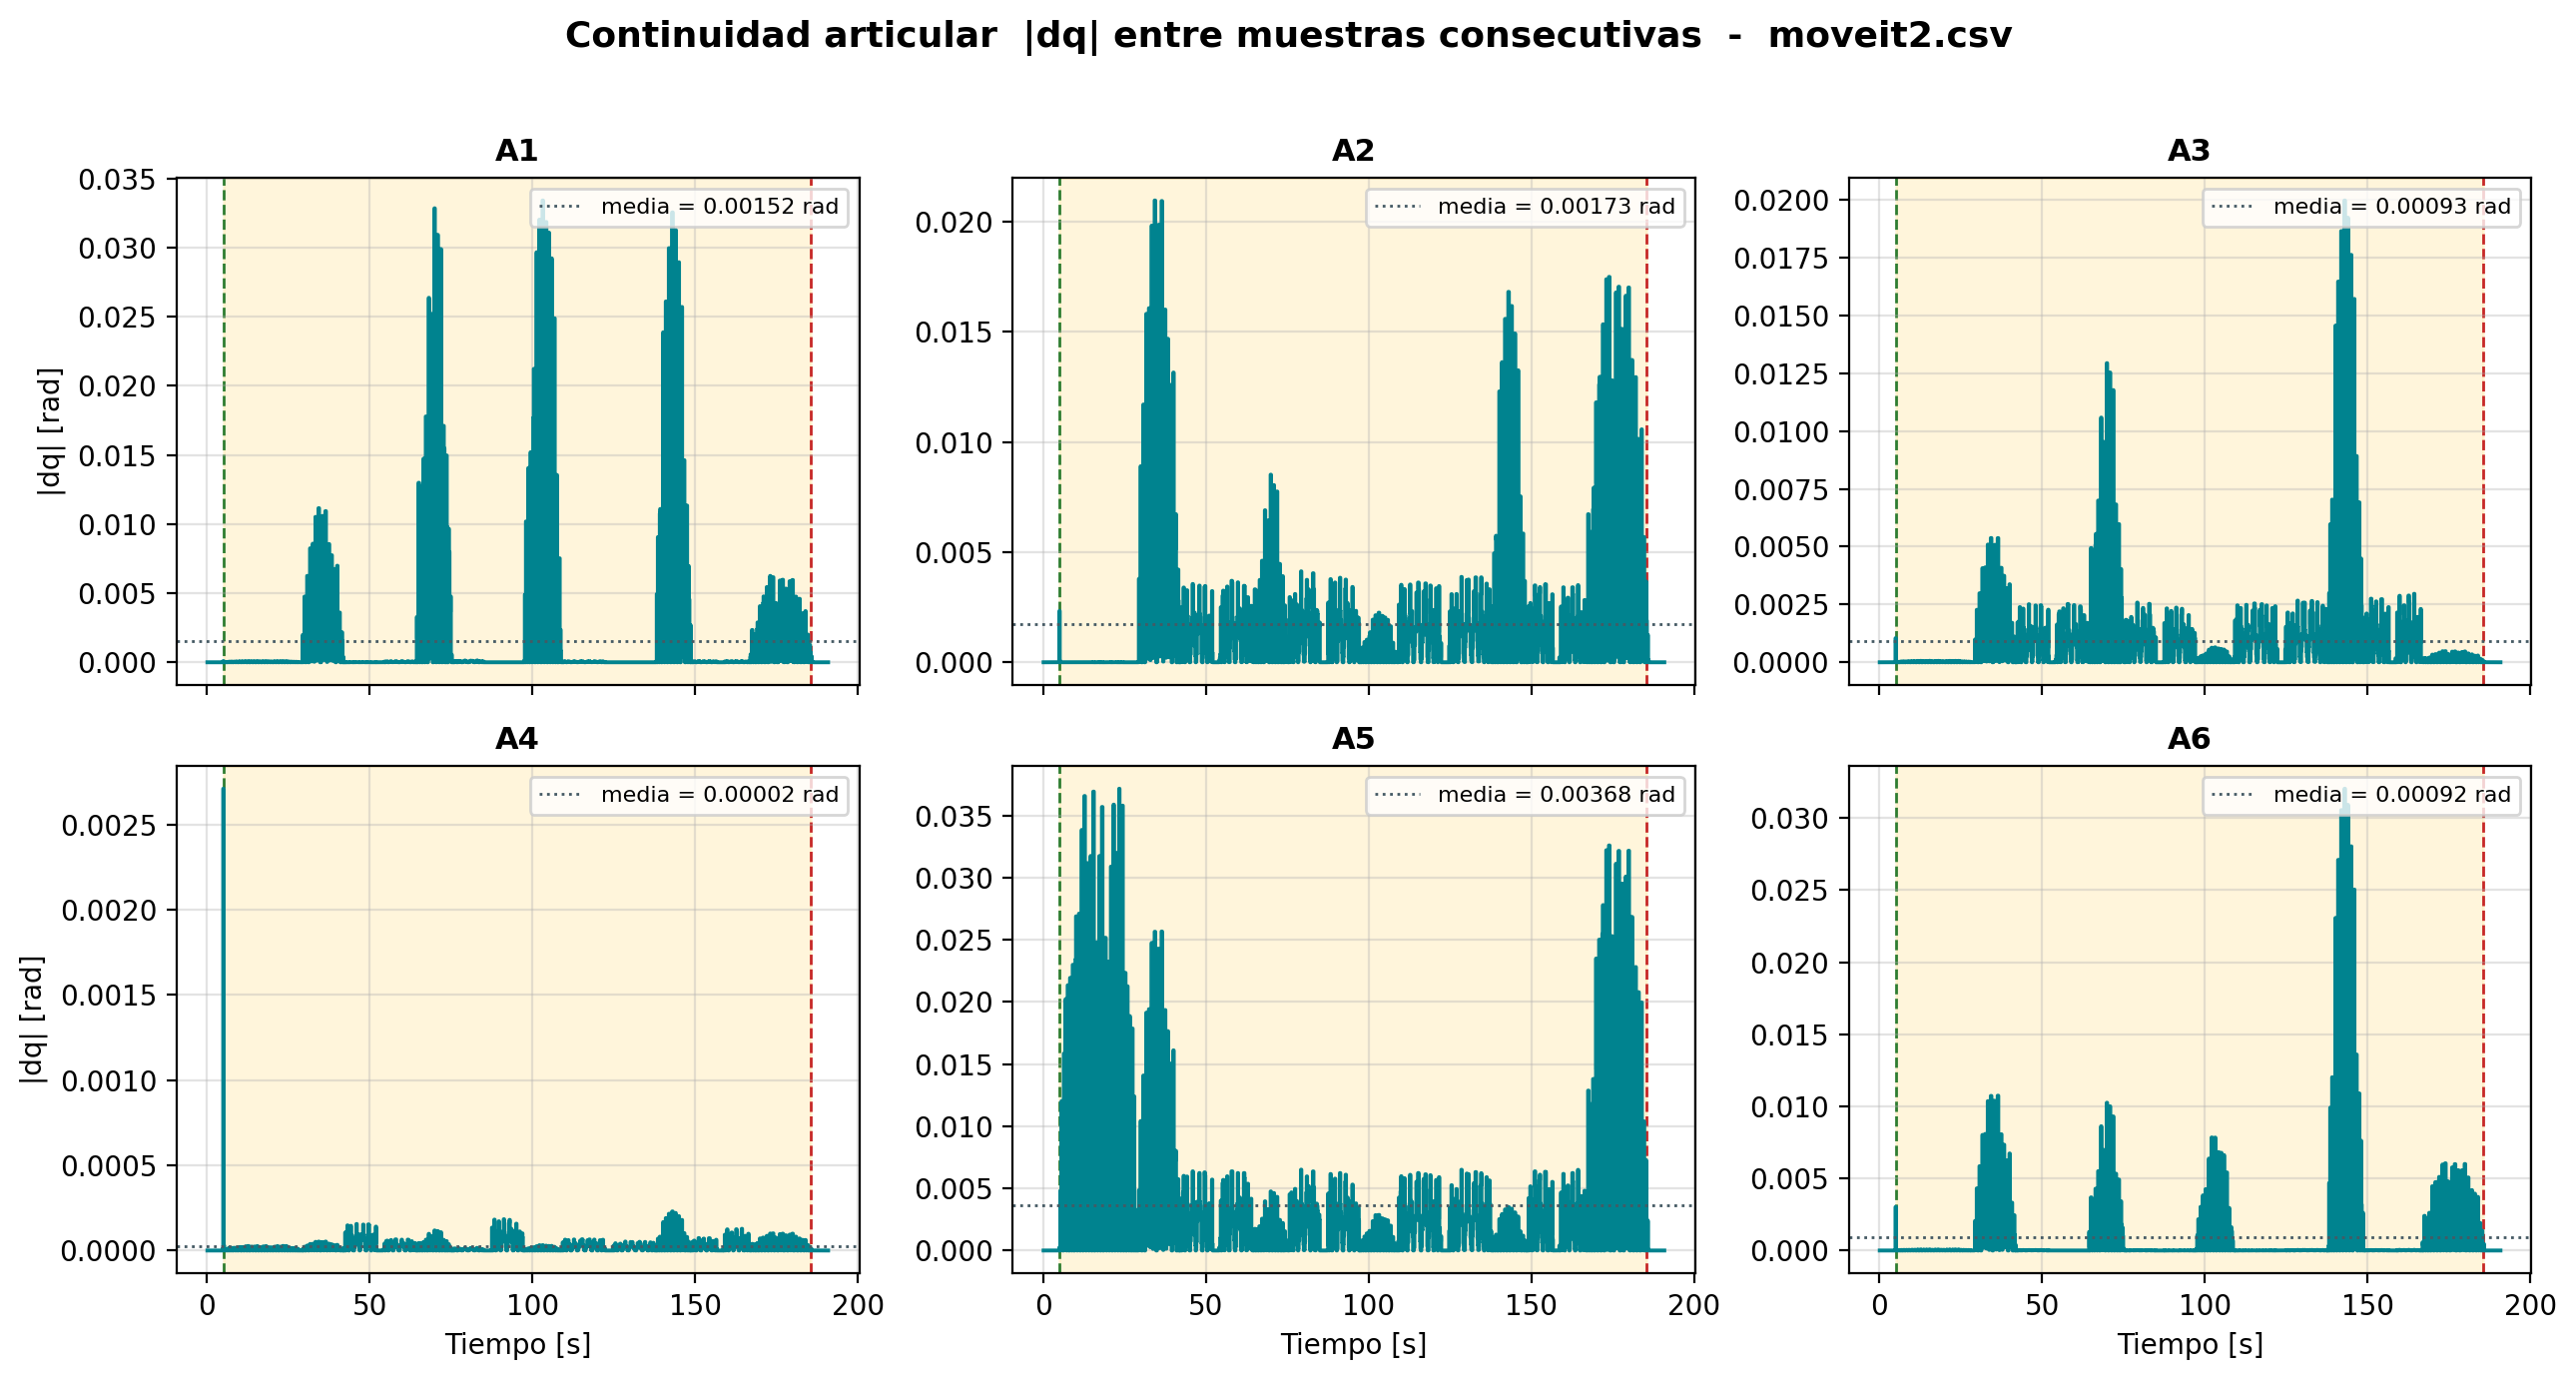 Continuidad articular  |dq| entre muestras consecutivas  -  moveit2.csv
A1
A2
A3
0.035
0.030
0.025
0.020
0.015
0.010
0.005
0.000
|dq| [rad]
media = 0.00152 rad
0.020
0.015
0.010
0.005
0.000
media = 0.00173 rad
0.0200
0.0175
0.0150
0.0125
0.0100
0.0075
0.0050
0.0025
0.0000
media = 0.00093 rad
A4
A5
A6
0.0025
0.0020
0.0015
0.0010
0.0005
0.0000
|dq| [rad]
media = 0.00002 rad
0 50 100 150 200
Tiempo [s]
0.035
0.030
0.025
0.020
0.015
0.010
0.005
0.000
media = 0.00368 rad
0 50 100 150 200
Tiempo [s]
0.030
0.025
0.020
0.015
0.010
0.005
0.000
media = 0.00092 rad
0 50 100 150 200
Tiempo [s]